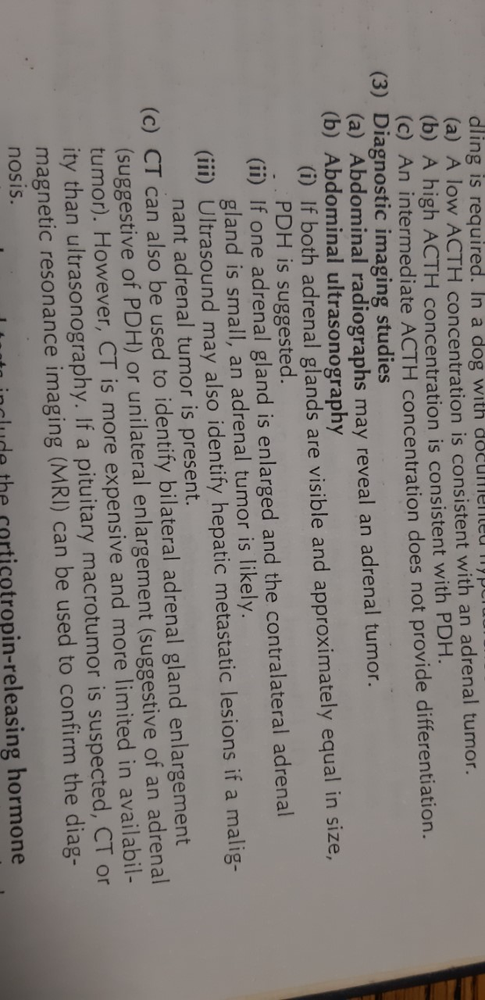 dling is required. In a dog with documented
(a) A low ACTH concentration is consistent with an adrenal tumor.
(b) A high ACTH concentration is consistent with PDH.
(c) An intermediate ACTH concentration does not provide differentiation.
(3) Diagnostic imaging studies
(a) Abdominal radiographs may reveal an adrenal tumor.
(b) Abdominal ultrasonography
(i) If both adrenal glands are visible and approximately equal in size,
PDH is suggested.
(ii) If one adrenal gland is enlarged and the contralateral adrenal
gland is small, an adrenal tumor is likely.
(iii) Ultrasound may also identify hepatic metastatic lesions if a malig-
nant adrenal tumor is present.
(c) CT can also be used to identify bilateral adrenal gland enlargement
(suggestive of PDH) or unilateral enlargement (suggestive of an adrenal
tumor). However, CT is more expensive and more limited in availabil-
ity than ultrasonography. If a pituitary macrotumor is suspected, CT or
magnetic resonance imaging (MRI) can be used to confirm the diag-
nosis.
include the corticotropin-releasing hormone